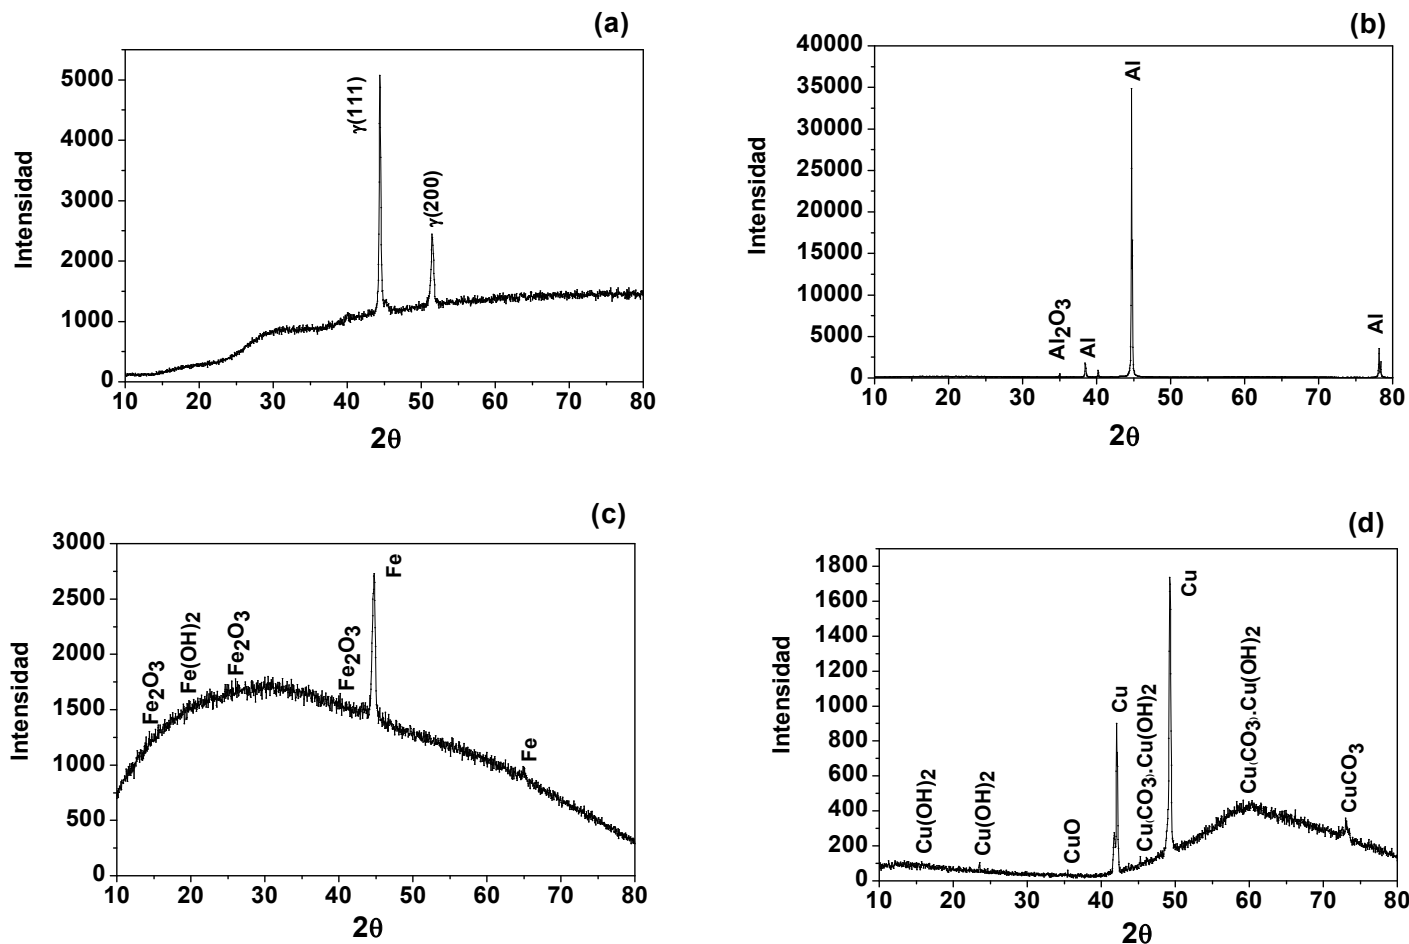 (a)
5000
4000
3000
2000
1000
0
Intensidad
γ(111)
γ(200)
10 20 30 40 50 60 70 80
2θ
(b)
40000
35000
30000
25000
20000
15000
10000
5000
0
Intensidad
Al2O3
Al
Al
Al
10 20 30 40 50 60 70 80
2θ
(c)
3000
2500
2000
1500
1000
500
0
Intensidad
Fe2O3
Fe(OH)2
Fe2O3
Fe2O3
Fe
Fe
10 20 30 40 50 60 70 80
2θ
(d)
1800
1600
1400
1200
1000
800
600
400
200
0
Intensidad
Cu(OH)2
Cu(OH)2
CuO
Cu
Cu(CO3).Cu(OH)2
Cu
Cu(CO3).Cu(OH)2
CuCO3
10 20 30 40 50 60 70 80
2θ